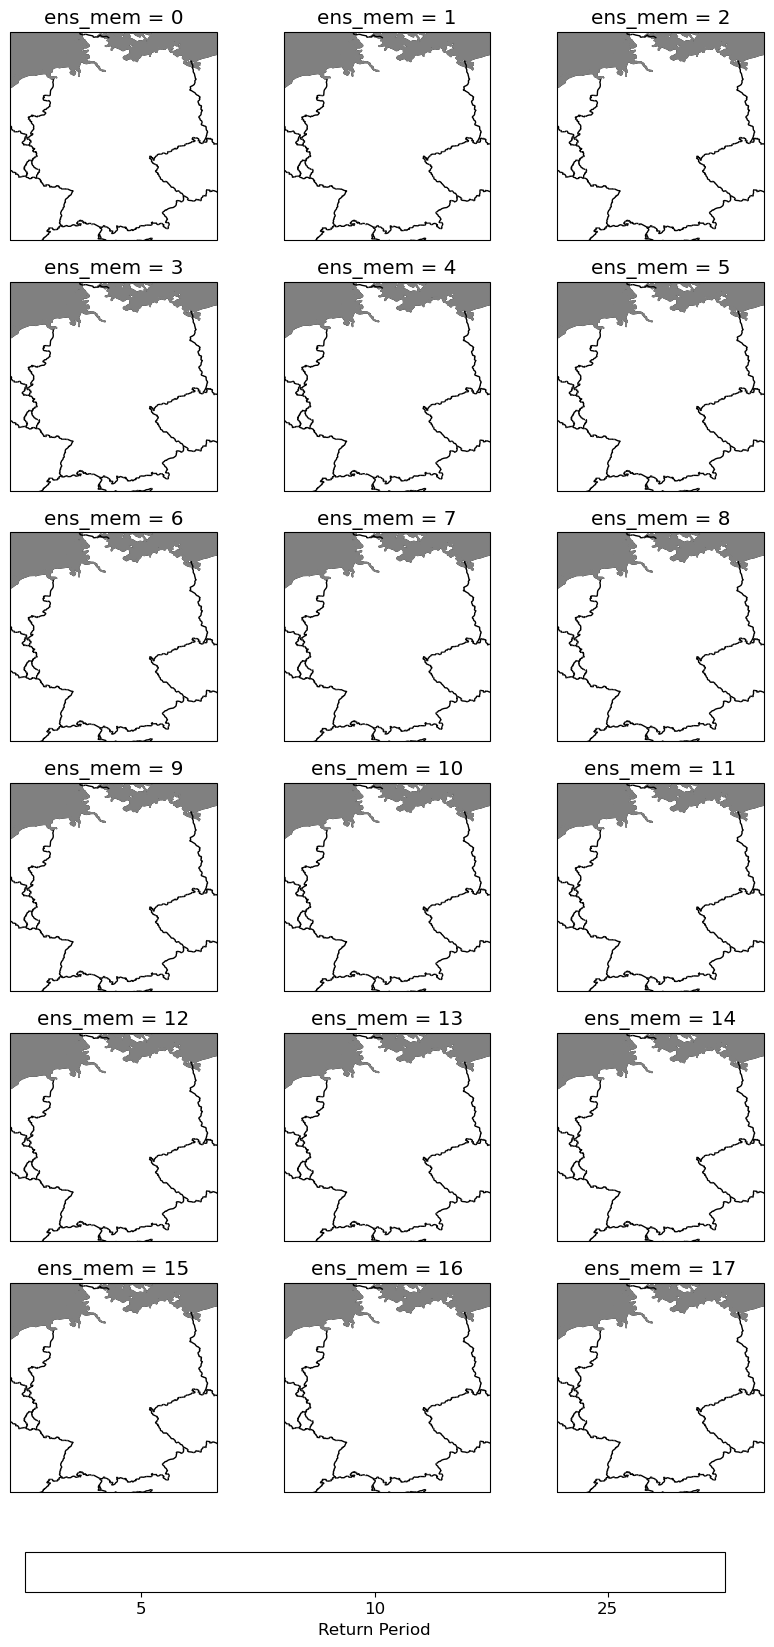 ens_mem = 0
ens_mem = 1
ens_mem = 2
ens_mem = 3
ens_mem = 4
ens_mem = 5
ens_mem = 6
ens_mem = 7
ens_mem = 8
ens_mem = 9
ens_mem = 10
ens_mem = 11
ens_mem = 12
ens_mem = 13
ens_mem = 14
ens_mem = 15
ens_mem = 16
ens_mem = 17
5 10 25
Return Period